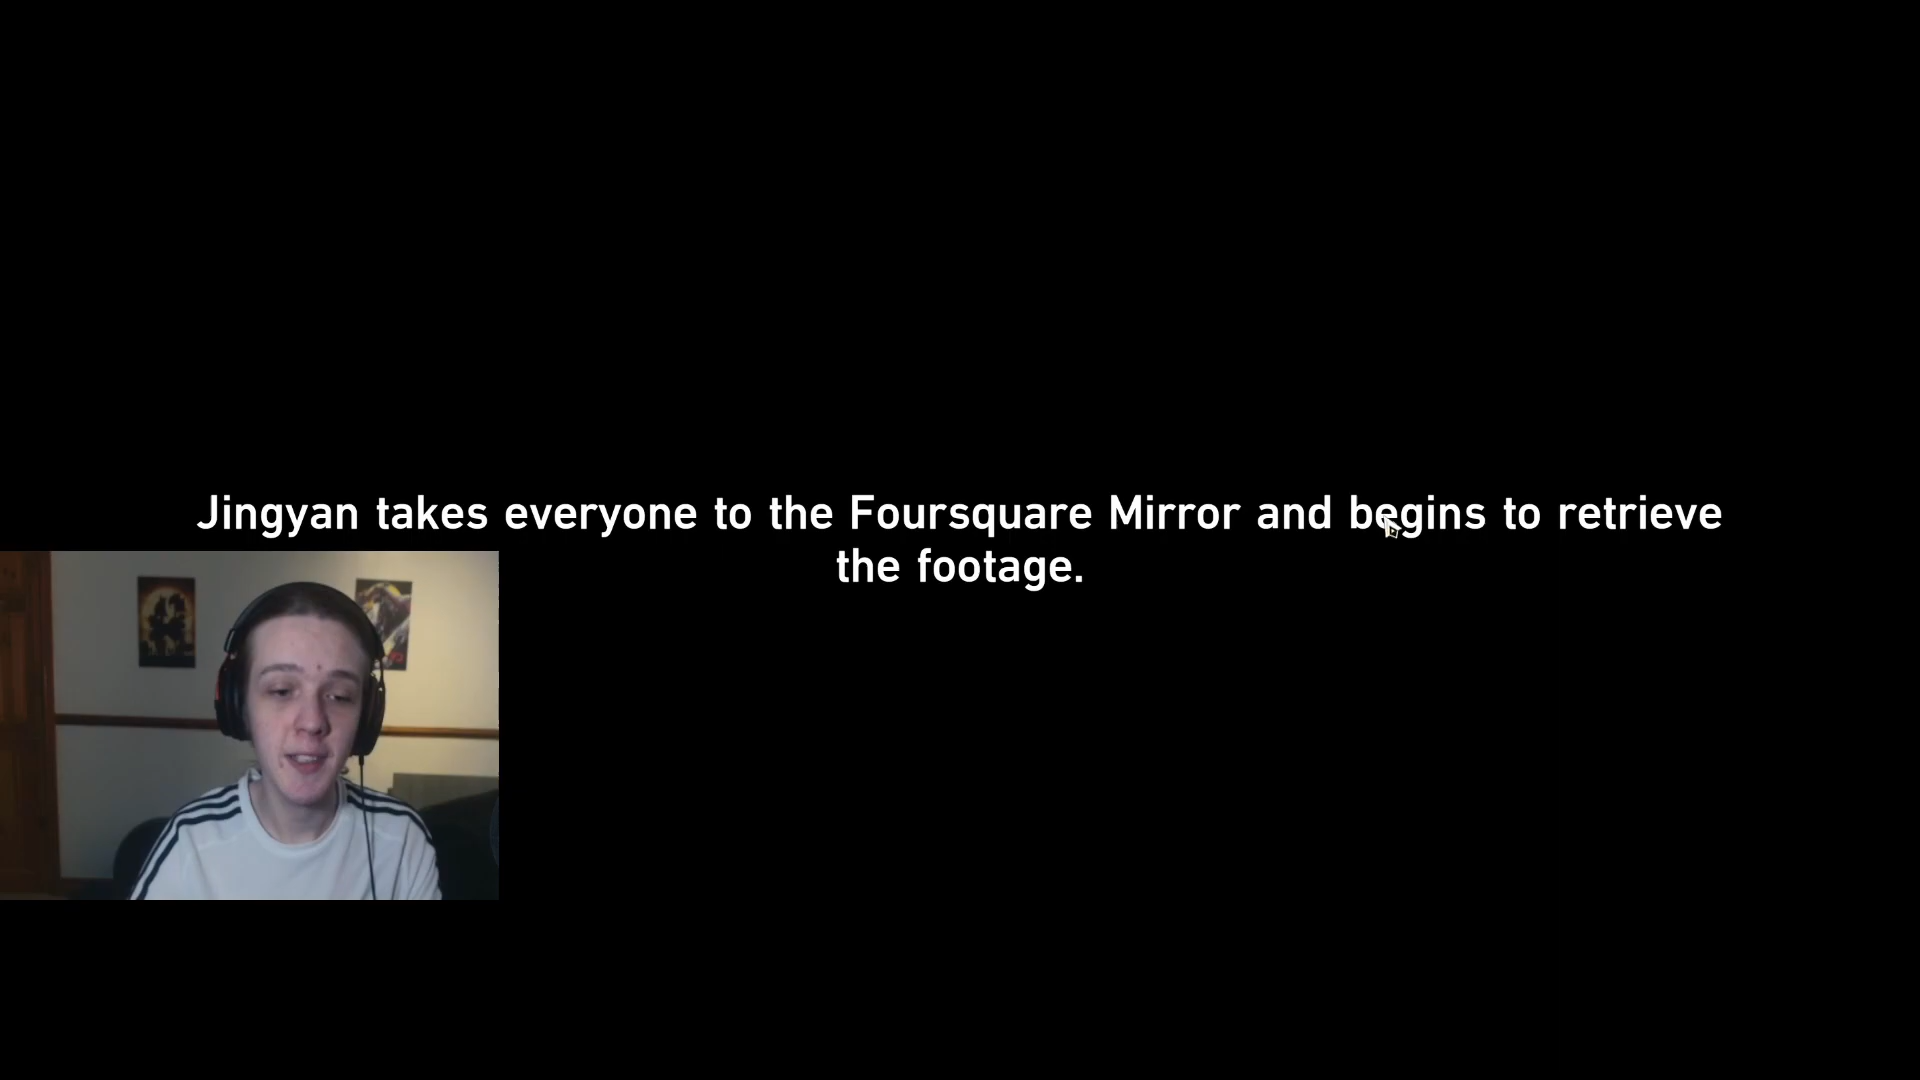 Jingyan takes everyone to the Foursquare Mirror and begins to retrieve
the footage.